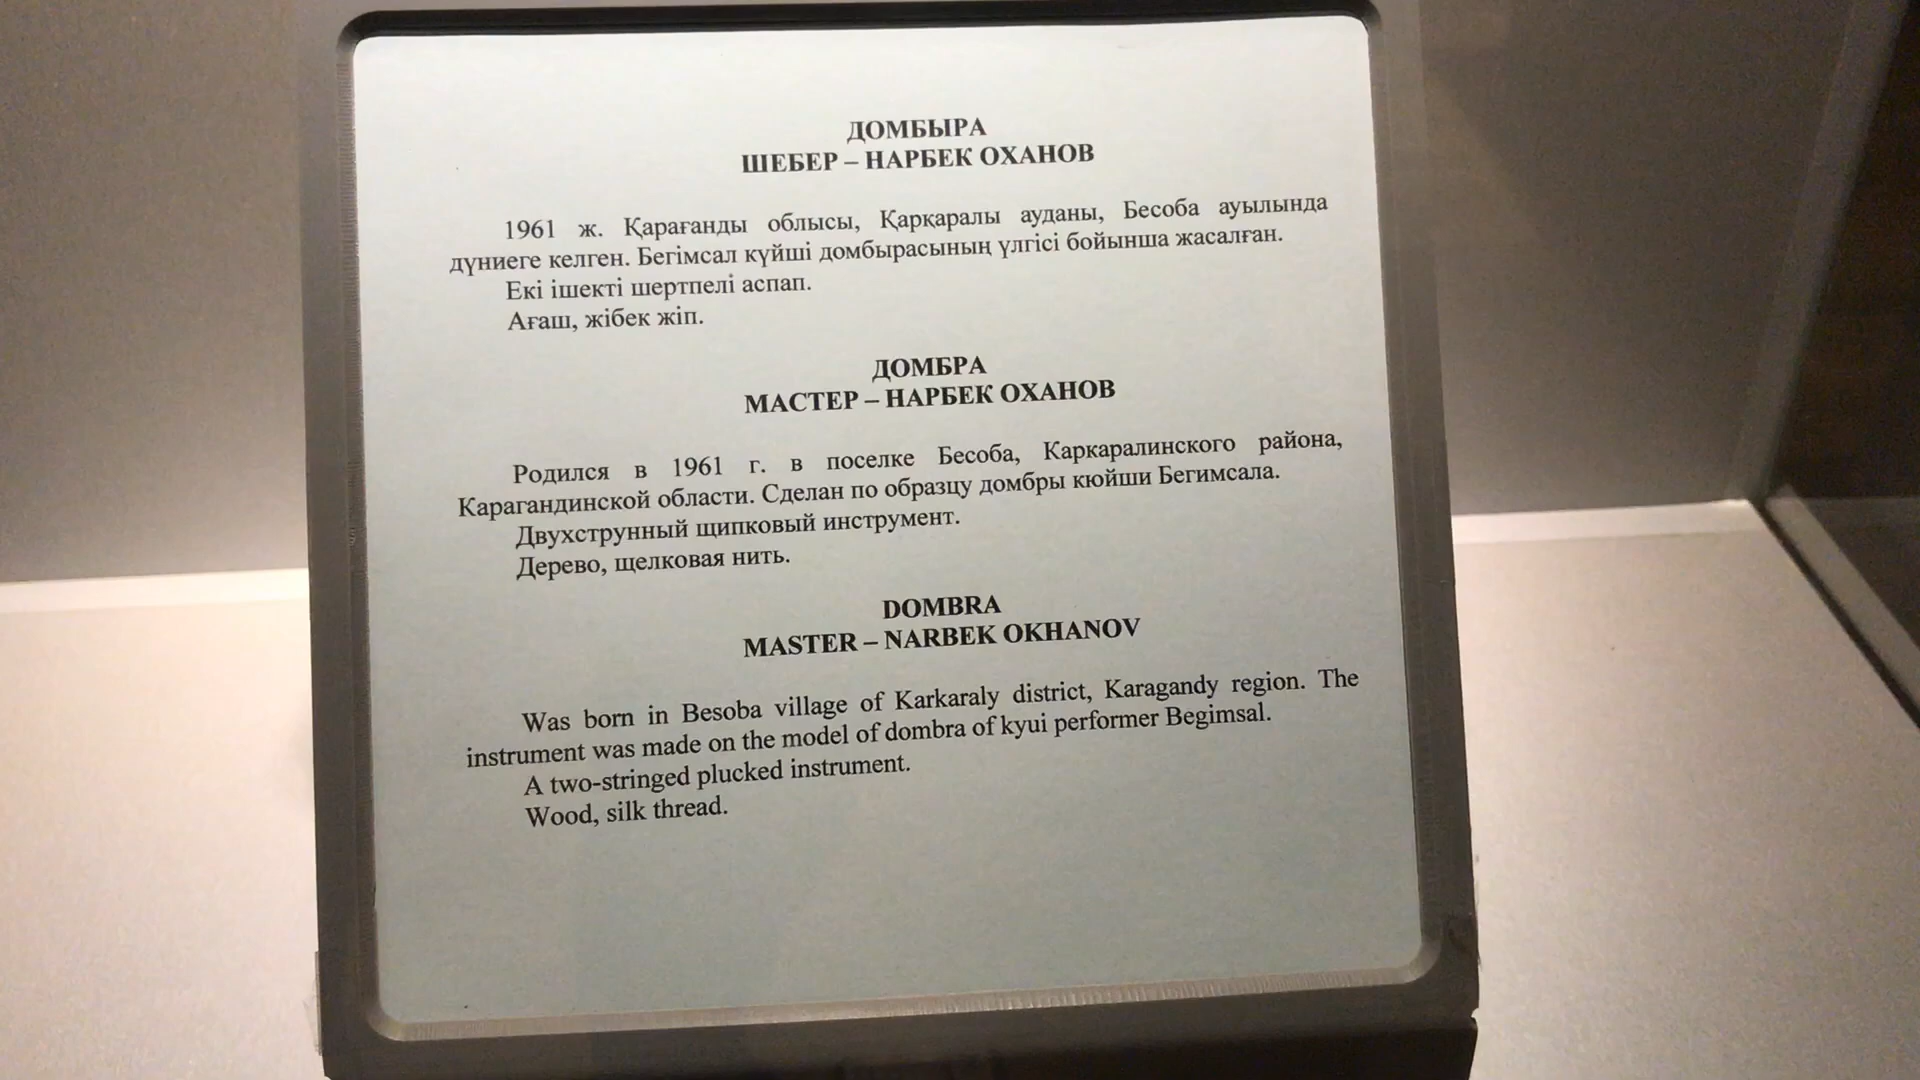 ДОМБЫРА
ШЕБЕР – НАРБЕК ОХАНОВ
1961 ж. Қарағанды облысы, Қарқаралы ауданы, Бесоба ауылында
дүниеге келген. Бегімсал күйші домбырасының үлгісі бойынша жасалған.
Екі ішекті шертпелі аспап.
Ағаш, жібек жіп.
ДОМБРА
МАСТЕР – НАРБЕК ОХАНОВ
Родился в 1961 г. в поселке Бесоба, Каркаралинского района,
Карагандинской области. Сделан по образцу домбры кюйши Бегимсала.
Двухструнный щипковый инструмент.
Дерево, щелковая нить.
DOMBRA
MASTER – NARBEK OKHANOV
Was born in Besoba village of Karkaraly district, Karagandy region. The
instrument was made on the model of dombra of kyui performer Begimsal.
A two-stringed plucked instrument.
Wood, silk thread.